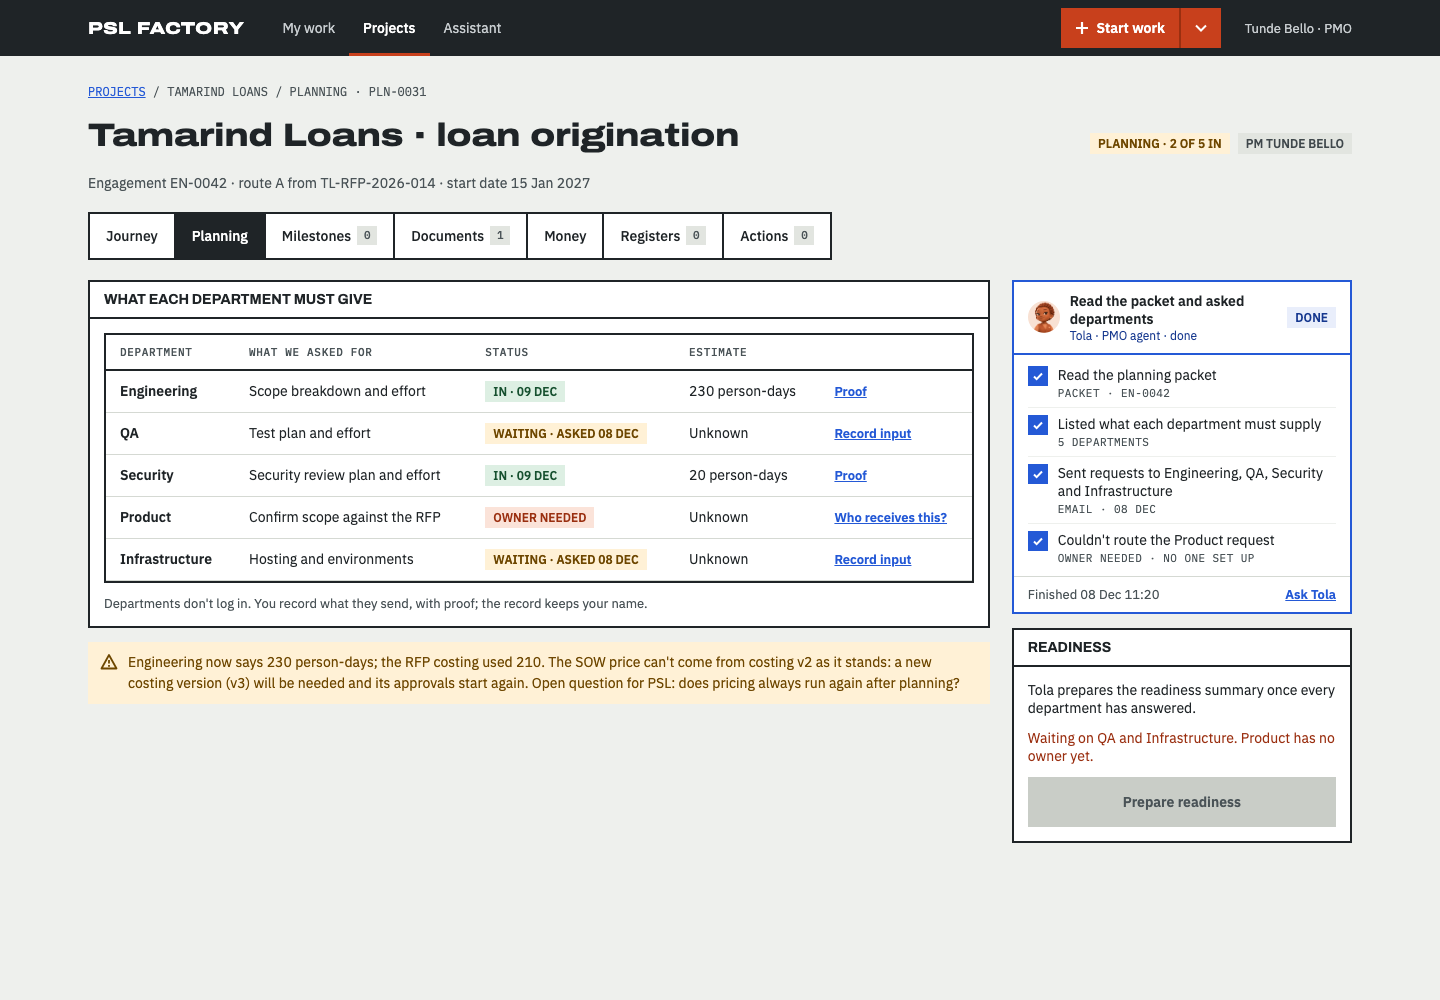 PSL FACTORY
My work
Projects
Assistant
Start work
Tunde Bello · PMO
PROJECTS / TAMARIND LOANS / PLANNING · PLN-0031
Tamarind Loans · loan origination
PLANNING · 2 OF 5 IN
PM TUNDE BELLO
Engagement EN-0042 · route A from TL-RFP-2026-014 · start date 15 Jan 2027
Journey
Planning
Milestones 0
Documents 1
Money
Registers 0
Actions 0
WHAT EACH DEPARTMENT MUST GIVE
DEPARTMENT WHAT WE ASKED FOR STATUS ESTIMATE
Engineering Scope breakdown and effort IN · 09 DEC 230 person-days Proof
QA Test plan and effort WAITING · ASKED 08 DEC Unknown Record input
Security Security review plan and effort IN · 09 DEC 20 person-days Proof
Product Confirm scope against the RFP OWNER NEEDED Unknown Who receives this?
Infrastructure Hosting and environments WAITING · ASKED 08 DEC Unknown Record input
Departments don't log in. You record what they send, with proof; the record keeps your name.
Engineering now says 230 person-days; the RFP costing used 210. The SOW price can't come from costing v2 as it stands: a new
costing version (v3) will be needed and its approvals start again. Open question for PSL: does pricing always run again after planning?
Read the packet and asked
departments
Tola · PMO agent · done
DONE
Read the planning packet
PACKET · EN-0042
Listed what each department must supply
5 DEPARTMENTS
Sent requests to Engineering, QA, Security
and Infrastructure
EMAIL · 08 DEC
Couldn't route the Product request
OWNER NEEDED · NO ONE SET UP
Finished 08 Dec 11:20
Ask Tola
READINESS
Tola prepares the readiness summary once every
department has answered.
Waiting on QA and Infrastructure. Product has no
owner yet.
Prepare readiness